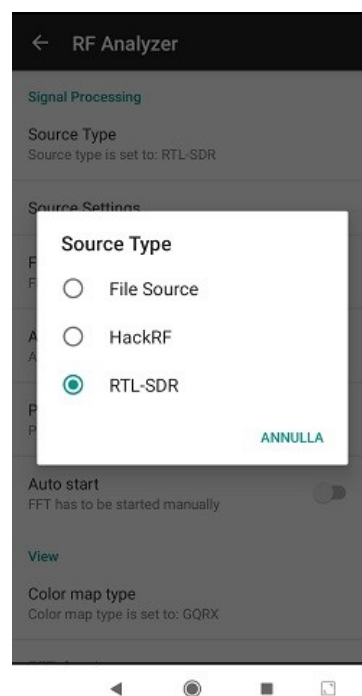 RF Analyzer
Signal Processing
Source Type
Source type is set to: RTL-SDR
Source Settings
Source Type
File Source
HackRF
RTL-SDR
ANNULLA
Auto start
FFT has to be started manually
View
Color map type
Color map type is set to: GQRX